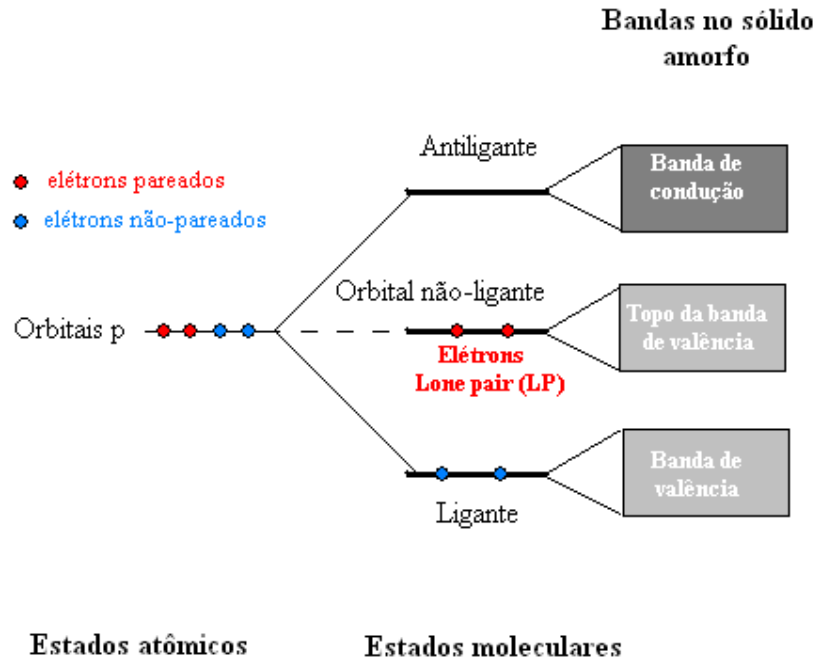 Bandas no sólido
amorfo
Antiligante
Banda de
condução
elétrons pareados
elétrons não-pareados
Orbital não-ligante
Topo da banda
de valência
Orbitais p
Elétrons
Lone pair (LP)
Banda de
valência
Ligante
Estados atômicos
Estados moleculares